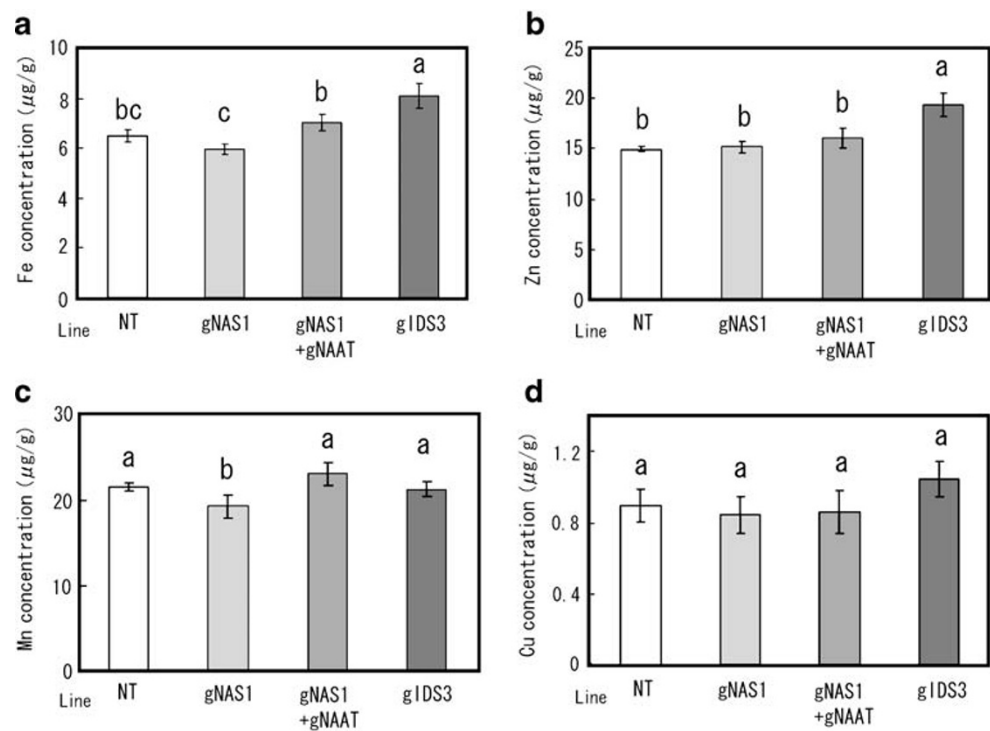 a
Fe concentration (μg/g)
10
8
6
4
2
0
bc
c
b
a
Line
NT
gNAS1
gNAS1
+gNAAT
gIDS3
b
Zn concentration (μg/g)
25
20
15
10
5
0
b
b
b
a
Line
NT
gNAS1
gNAS1
+gNAAT
gIDS3
c
Mn concentration (μg/g)
30
20
10
0
a
b
a
a
Line
NT
gNAS1
gNAS1
+gNAAT
gIDS3
d
Cu concentration (μg/g)
1.2
0.8
0.4
0
a
a
a
a
Line
NT
gNAS1
gNAS1
+gNAAT
gIDS3